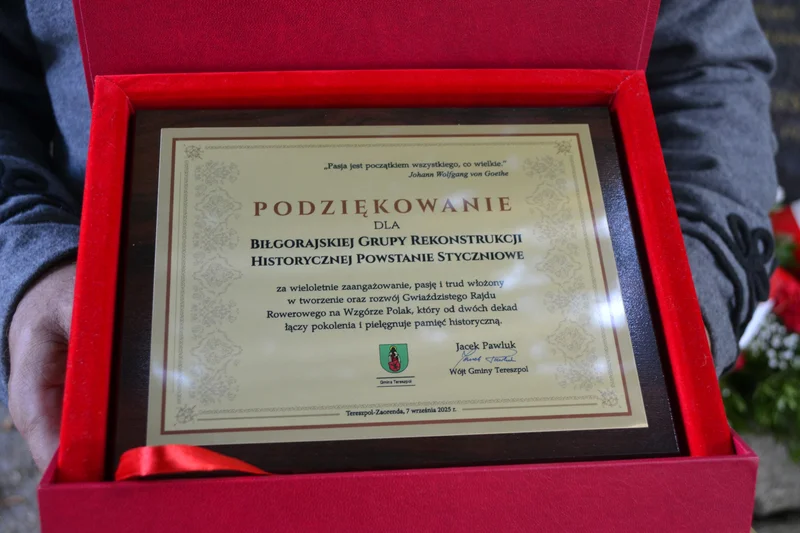 „Pasja jest początkiem wszystkiego, co wielkie.”
Johann Wolfgang von Goethe
PODZIĘKOWANIE
DLA
BIŁGORAJSKIEJ GRUPY REKONSTRUKCJI
HISTORYCZNEJ POWSTANIE STYCZNIOWE
za wieloletnie zaangażowanie, pasję i trud włożony
w tworzenie oraz rozwój Gwiaździstego Rajdu
Rowerowego na Wzgórze Polak, który od dwóch dekad
łączy pokolenia i pielęgnuje pamięć historyczną.
Jacek Pawluk
Wójt Gminy Tereszpol
Gmina Tereszpol
Tereszpol-Zaorenda, 7 września 2025 r.